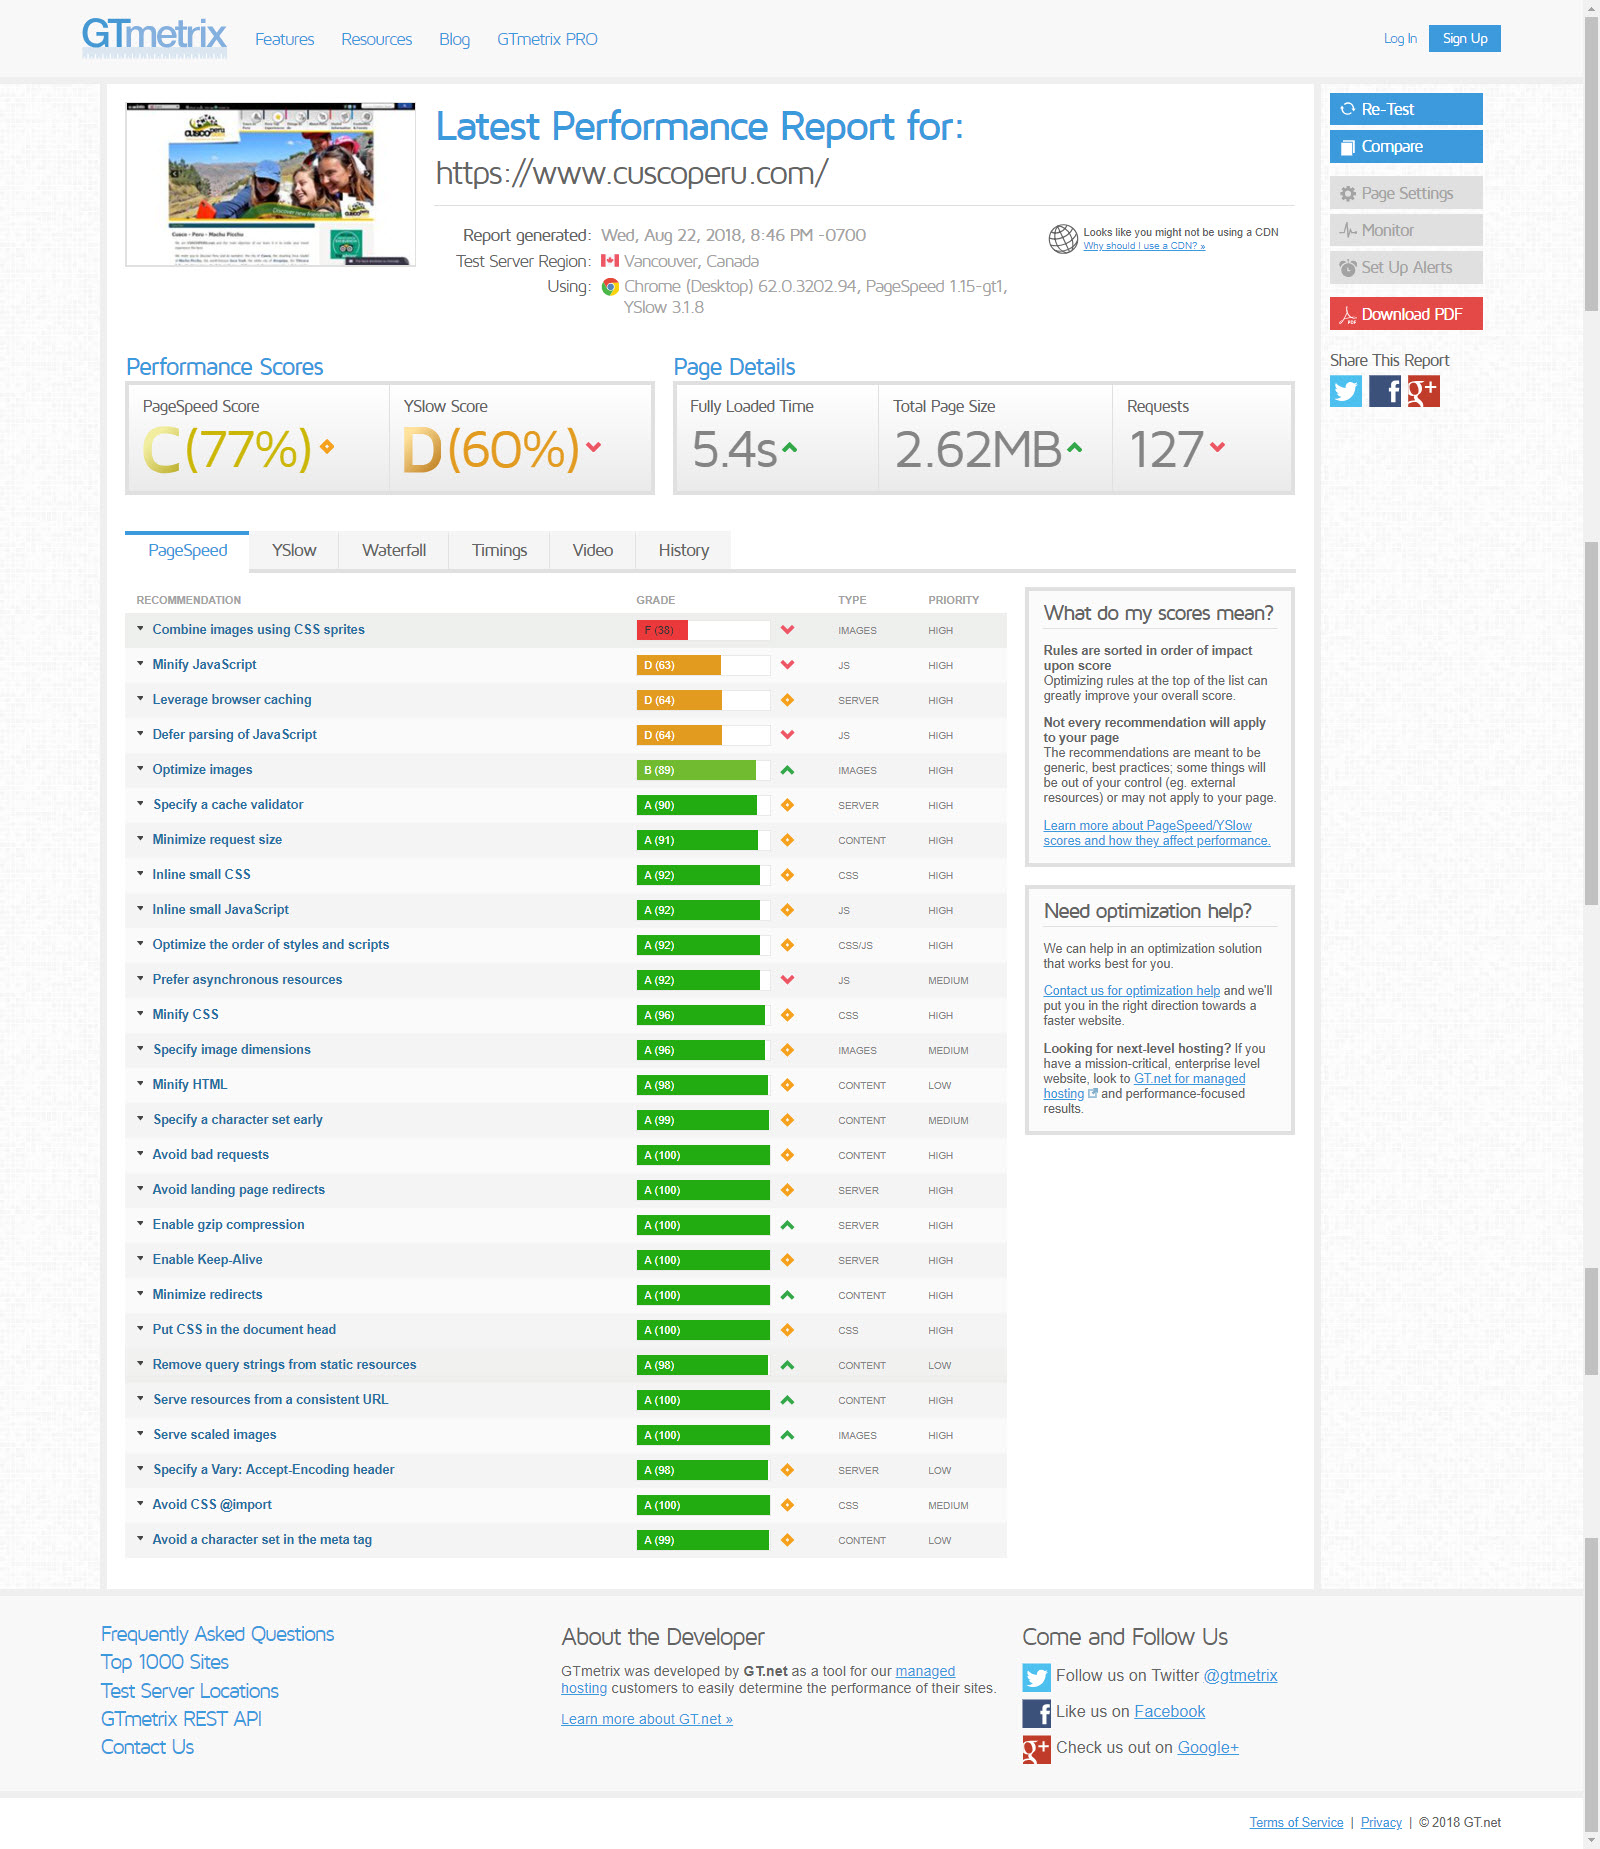 GTmetrix
Features
Resources
Blog
GTmetrix PRO
Log In
Sign Up
Latest Performance Report for:
https://www.cuscoperu.com/
Report generated: Wed, Aug 22, 2018, 8:46 PM -0700
Test Server Region: Vancouver, Canada
Using: Chrome (Desktop) 62.0.3202.94, PageSpeed 1.15-gt1,
YSlow 3.1.8
Looks like you might not be using a CDN
Why should I use a CDN? »
Re-Test
Compare
Page Settings
Monitor
Set Up Alerts
Download PDF
Share This Report
Performance Scores
PageSpeed Score
C (77%)
YSlow Score
D (60%)
Page Details
Fully Loaded Time
5.4s
Total Page Size
2.62MB
Requests
127
PageSpeed
YSlow
Waterfall
Timings
Video
History
RECOMMENDATION GRADE TYPE PRIORITY
Combine images using CSS sprites F (38) IMAGES HIGH
Minify JavaScript D (63) JS HIGH
Leverage browser caching D (64) SERVER HIGH
Defer parsing of JavaScript D (64) JS HIGH
Optimize images B (89) IMAGES HIGH
Specify a cache validator A (90) SERVER HIGH
Minimize request size A (91) CONTENT HIGH
Inline small CSS A (92) CSS HIGH
Inline small JavaScript A (92) JS HIGH
Optimize the order of styles and scripts A (92) CSS/JS HIGH
Prefer asynchronous resources A (92) JS MEDIUM
Minify CSS A (96) CSS HIGH
Specify image dimensions A (96) IMAGES MEDIUM
Minify HTML A (98) CONTENT LOW
Specify a character set early A (99) CONTENT MEDIUM
Avoid bad requests A (100) CONTENT HIGH
Avoid landing page redirects A (100) SERVER HIGH
Enable gzip compression A (100) SERVER HIGH
Enable Keep-Alive A (100) SERVER HIGH
Minimize redirects A (100) CONTENT HIGH
Put CSS in the document head A (100) CSS HIGH
Remove query strings from static resources A (98) CONTENT LOW
Serve resources from a consistent URL A (100) CONTENT HIGH
Serve scaled images A (100) IMAGES HIGH
Specify a Vary: Accept-Encoding header A (98) SERVER LOW
Avoid CSS @import A (100) CSS MEDIUM
Avoid a character set in the meta tag A (99) CONTENT LOW
What do my scores mean?
Rules are sorted in order of impact
upon score
Optimizing rules at the top of the list can
greatly improve your overall score.
Not every recommendation will apply
to your page
The recommendations are meant to be
generic, best practices; some things will
be out of your control (eg. external
resources) or may not apply to your page.
Learn more about PageSpeed/YSlow
scores and how they affect performance.
Need optimization help?
We can help in an optimization solution
that works best for you.
Contact us for optimization help and we'll
put you in the right direction towards a
faster website.
Looking for next-level hosting? If you
have a mission-critical, enterprise level
website, look to GT.net for managed
hosting and performance-focused
results.
Frequently Asked Questions
Top 1000 Sites
Test Server Locations
GTmetrix REST API
Contact Us
About the Developer
GTmetrix was developed by GT.net as a tool for our managed
hosting customers to easily determine the performance of their sites.
Learn more about GT.net »
Come and Follow Us
Follow us on Twitter @gtmetrix
Like us on Facebook
Check us out on Google+
Terms of Service | Privacy | © 2018 GT.net